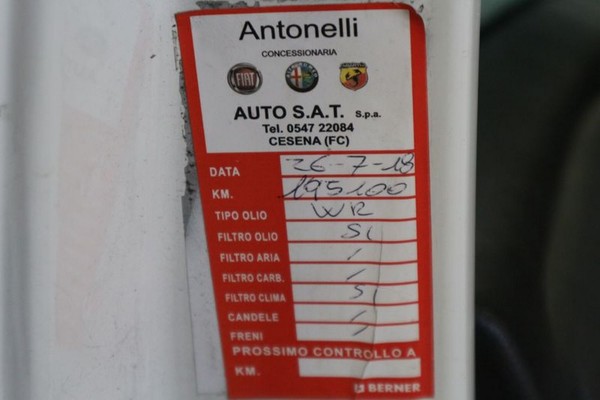 Antonelli
CONCESSIONARIA
FIAT
AUTO S.A.T. S.p.a.
Tel. 0547 22084
CESENA (FC)
DATA 26-7-18
KM. 195100
TIPO OLIO WR
FILTRO OLIO SI
FILTRO ARIA /
FILTRO CARB. /
FILTRO CLIMA SI
CANDELE /
FRENI /
PROSSIMO CONTROLLO A
KM.
BERNER